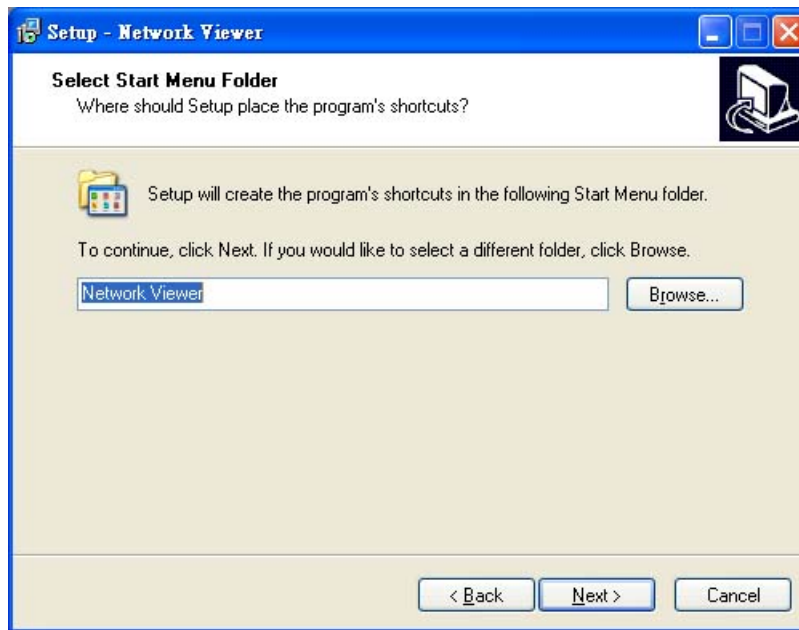 Setup - Network Viewer
Select Start Menu Folder
Where should Setup place the program's shortcuts?
Setup will create the program's shortcuts in the following Start Menu folder.
To continue, click Next. If you would like to select a different folder, click Browse.
Network Viewer
Browse...
< Back
Next >
Cancel